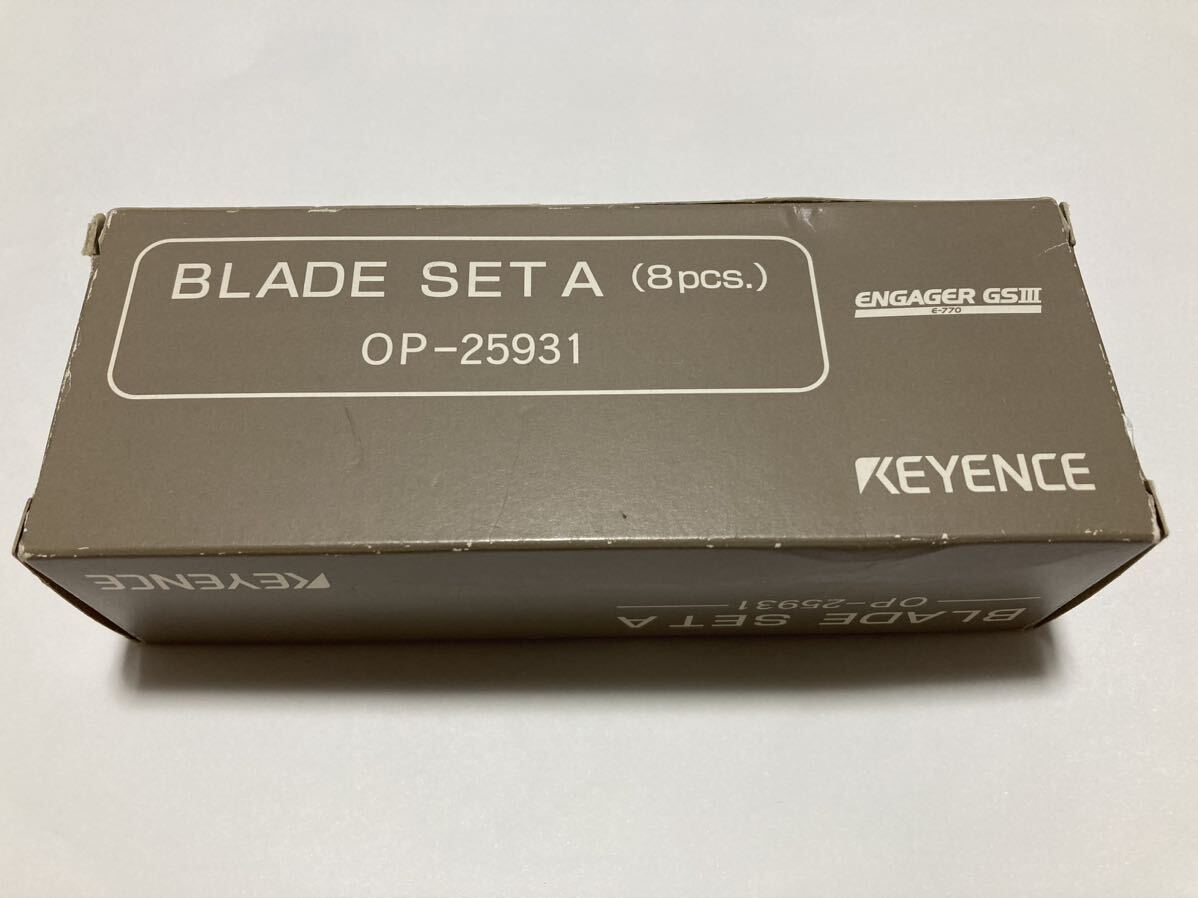 BLADE SET A (8pcs.)
OP-25931
ENGAGER GSIII
E-770
KEYENCE
KEYENCE
BLADE SET A
OP-25931